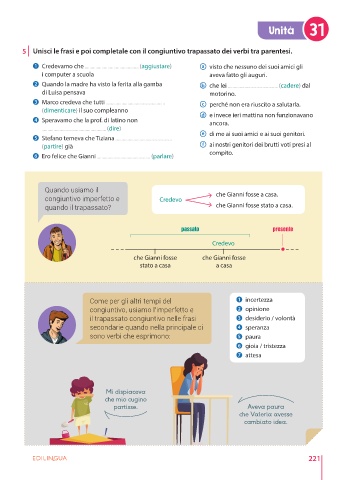 Unità 31
5 Unisci le frasi e poi completale con il congiuntivo trapassato dei verbi tra parentesi.
1 Credevamo che ........................ (aggiustare)
i computer a scuola
2 Quando la madre ha visto la ferita alla gamba
di Luisa pensava
3 Marco credeva che tutti ........................
(dimenticare) il suo compleanno
4 Speravamo che la prof. di latino non
........................ (dire)
5 Stefano temeva che Tiziana ........................
(partire) già
6 Ero felice che Gianni ........................ (parlare)
a visto che nessuno dei suoi amici gli
aveva fatto gli auguri.
b che lei ........................ (cadere) dal
motorino.
c perché non era riuscito a salutarla.
d e invece ieri mattina non funzionavano
ancora.
e di me ai suoi amici e ai suoi genitori.
f ai nostri genitori dei brutti voti presi al
compito.
Quando usiamo il
congiuntivo imperfetto e
quando il trapassato?
Credevo
che Gianni fosse a casa.
che Gianni fosse stato a casa.
passato presente
Credevo
che Gianni fosse
stato a casa
che Gianni fosse
a casa
Come per gli altri tempi del
congiuntivo, usiamo l'imperfetto e
il trapassato congiuntivo nelle frasi
secondarie quando nella principale ci
sono verbi che esprimono:
1 incertezza
2 opinione
3 desiderio / volontà
4 speranza
5 paura
6 gioia / tristezza
7 attesa
Mi dispiaceva
che mio cugino
partisse.
Aveva paura
che Valeria avesse
cambiato idea.
EDILINGUA
221